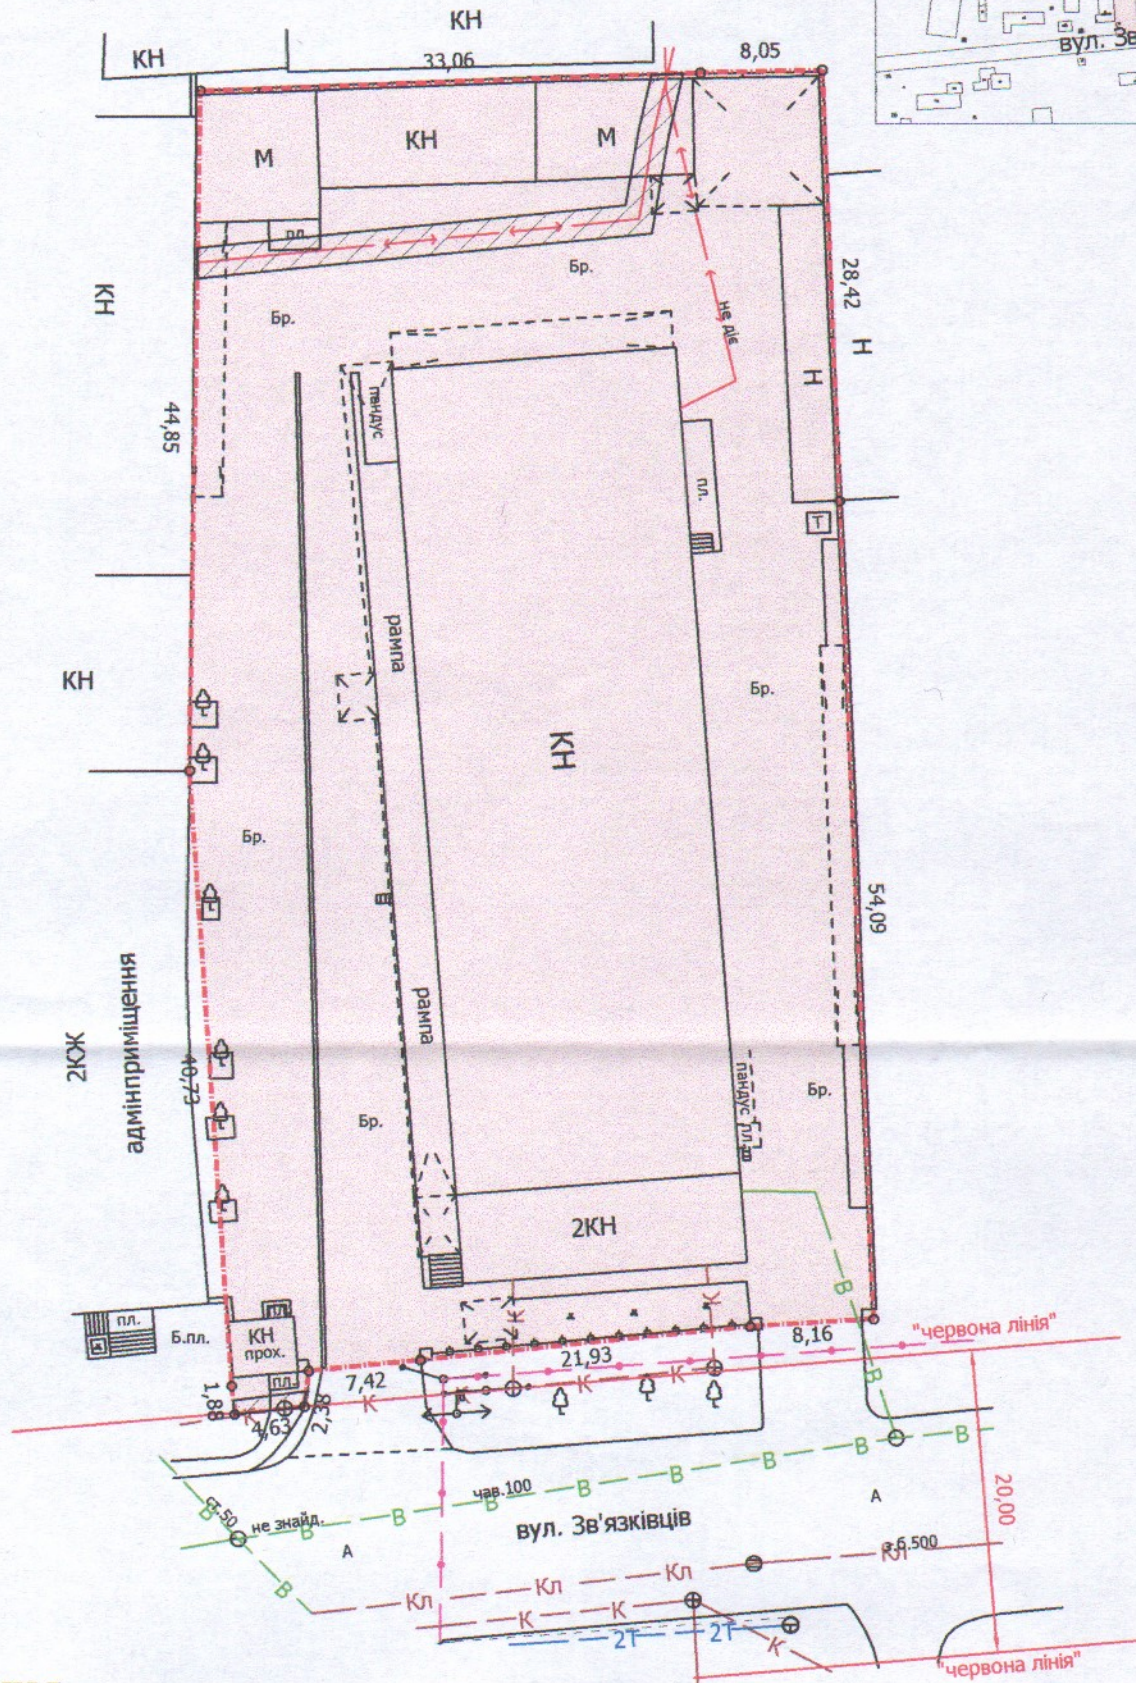 КН
КН
33,06
8,05
вул. Зв
М
КН
М
пл.
Бр.
Бр.
КН
28,42
Н
Н
не діє
44,85
пандус
пл.
Т
рампа
КН
Бр.
КН
Бр.
54,09
рампа
2КЖ
адмінприміщення
40,73
Бр.
Бр.
пандус
пл.
2КН
В
К
К
пл.
Б.пл.
пл.
КН
прох.
пл.
8,16
"червона лінія"
21,93
7,42
1,88
4,63
2,38
К
К
К
К
К
В
В
В
В
В
В
В
В
чав.100
ст.50
В
не знайд.
вул. Зв'язківців
А
А
20,00
В
Кл
Кл
Кл
Кл
з.б.500
К
К
К
2Т
2Т
"червона лінія"